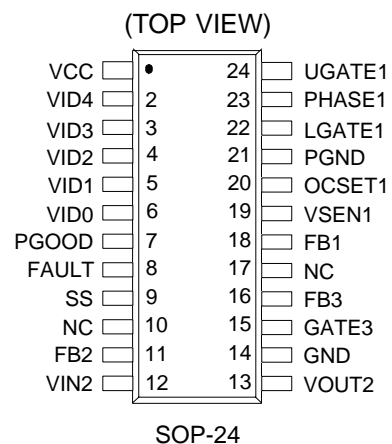 (TOP VIEW)
VCC 24 UGATE1
VID4 2 23 PHASE1
VID3 3 22 LGATE1
VID2 4 21 PGND
VID1 5 20 OCSET1
VID0 6 19 VSEN1
PGOOD 7 18 FB1
FAULT 8 17 NC
SS 9 16 FB3
NC 10 15 GATE3
FB2 11 14 GND
VIN2 12 13 VOUT2
SOP-24